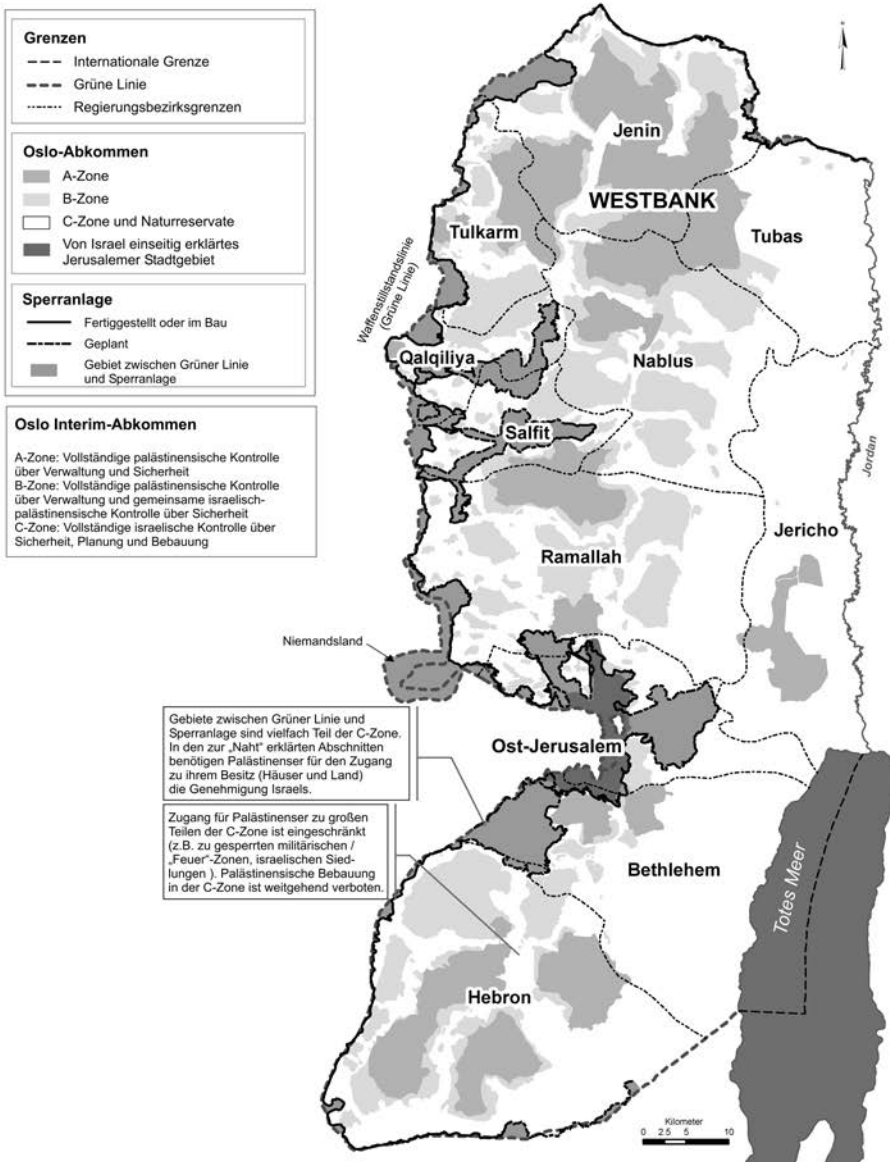 Grenzen
Internationale Grenze
Grüne Linie
Regierungsbezirksgrenzen
Oslo-Abkommen
A-Zone
B-Zone
C-Zone und Naturreservate
Von Israel einseitig erklärtes
Jerusalemer Stadtgebiet
Sperranlage
Fertiggestellt oder im Bau
Geplant
Gebiet zwischen Grüner Linie
und Sperranlage
Oslo Interim-Abkommen
A-Zone: Vollständige palästinensische Kontrolle
über Verwaltung und Sicherheit
B-Zone: Vollständige palästinensische Kontrolle
über Verwaltung und gemeinsame israelisch-
palästinensische Kontrolle über Sicherheit
C-Zone: Vollständige israelische Kontrolle über
Sicherheit, Planung und Bebauung
Jenin
WESTBANK
Tubas
Tulkarm
Waffenstillstandslinie
(Grüne Linie)
Qalqiliya
Nablus
Salfit
Jordan
Jericho
Ramallah
Niemandsland
Gebiete zwischen Grüner Linie und
Sperranlage sind vielfach Teil der C-Zone.
In den zur „Naht“ erklärten Abschnitten
benötigen Palästinenser für den Zugang
zu ihrem Besitz (Häuser und Land)
die Genehmigung Israels.
Ost-Jerusalem
Zugang für Palästinenser zu großen
Teilen der C-Zone ist eingeschränkt
(z.B. zu gesperrten militärischen /
„Feuer“-Zonen, israelischen Sied-
lungen ). Palästinensische Bebauung
in der C-Zone ist weitgehend verboten.
Bethlehem
Totes Meer
Hebron
Kilometer
0 2.5 5 10